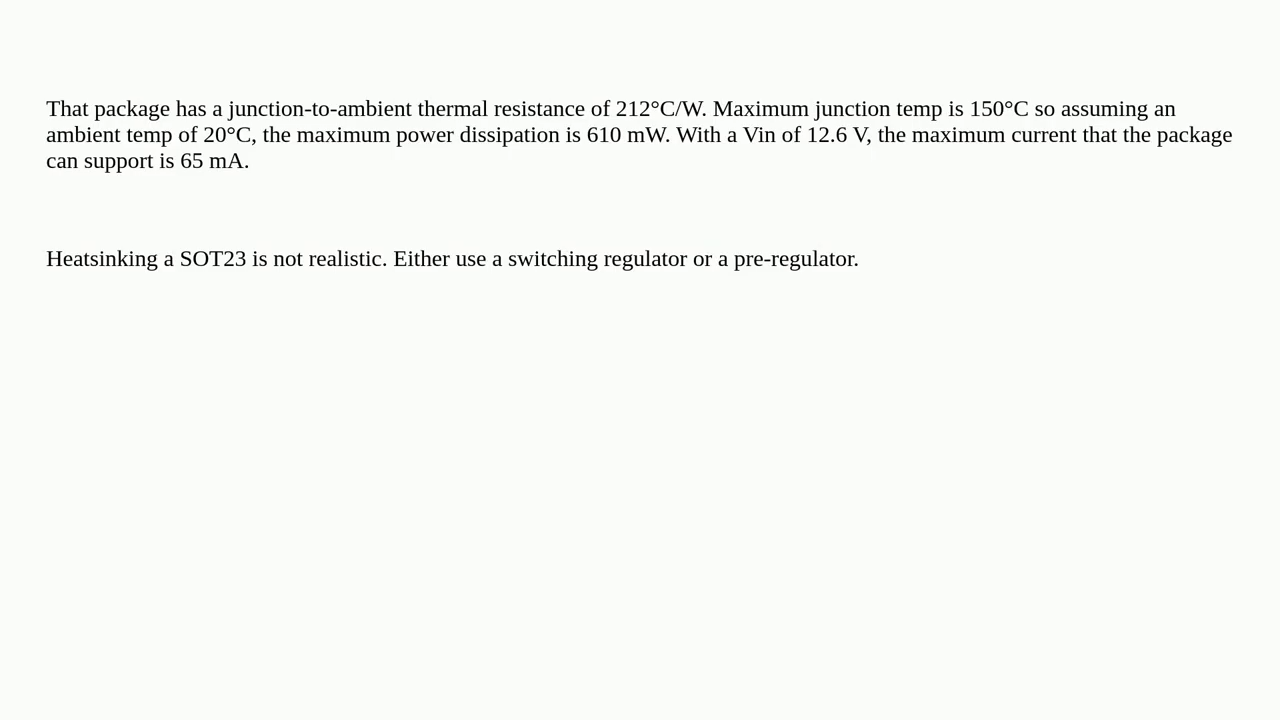 That package has a junction-to-ambient thermal resistance of 212°C/W. Maximum junction temp is 150°C so assuming an
ambient temp of 20°C, the maximum power dissipation is 610 mW. With a Vin of 12.6 V, the maximum current that the package
can support is 65 mA.
Heatsinking a SOT23 is not realistic. Either use a switching regulator or a pre-regulator.